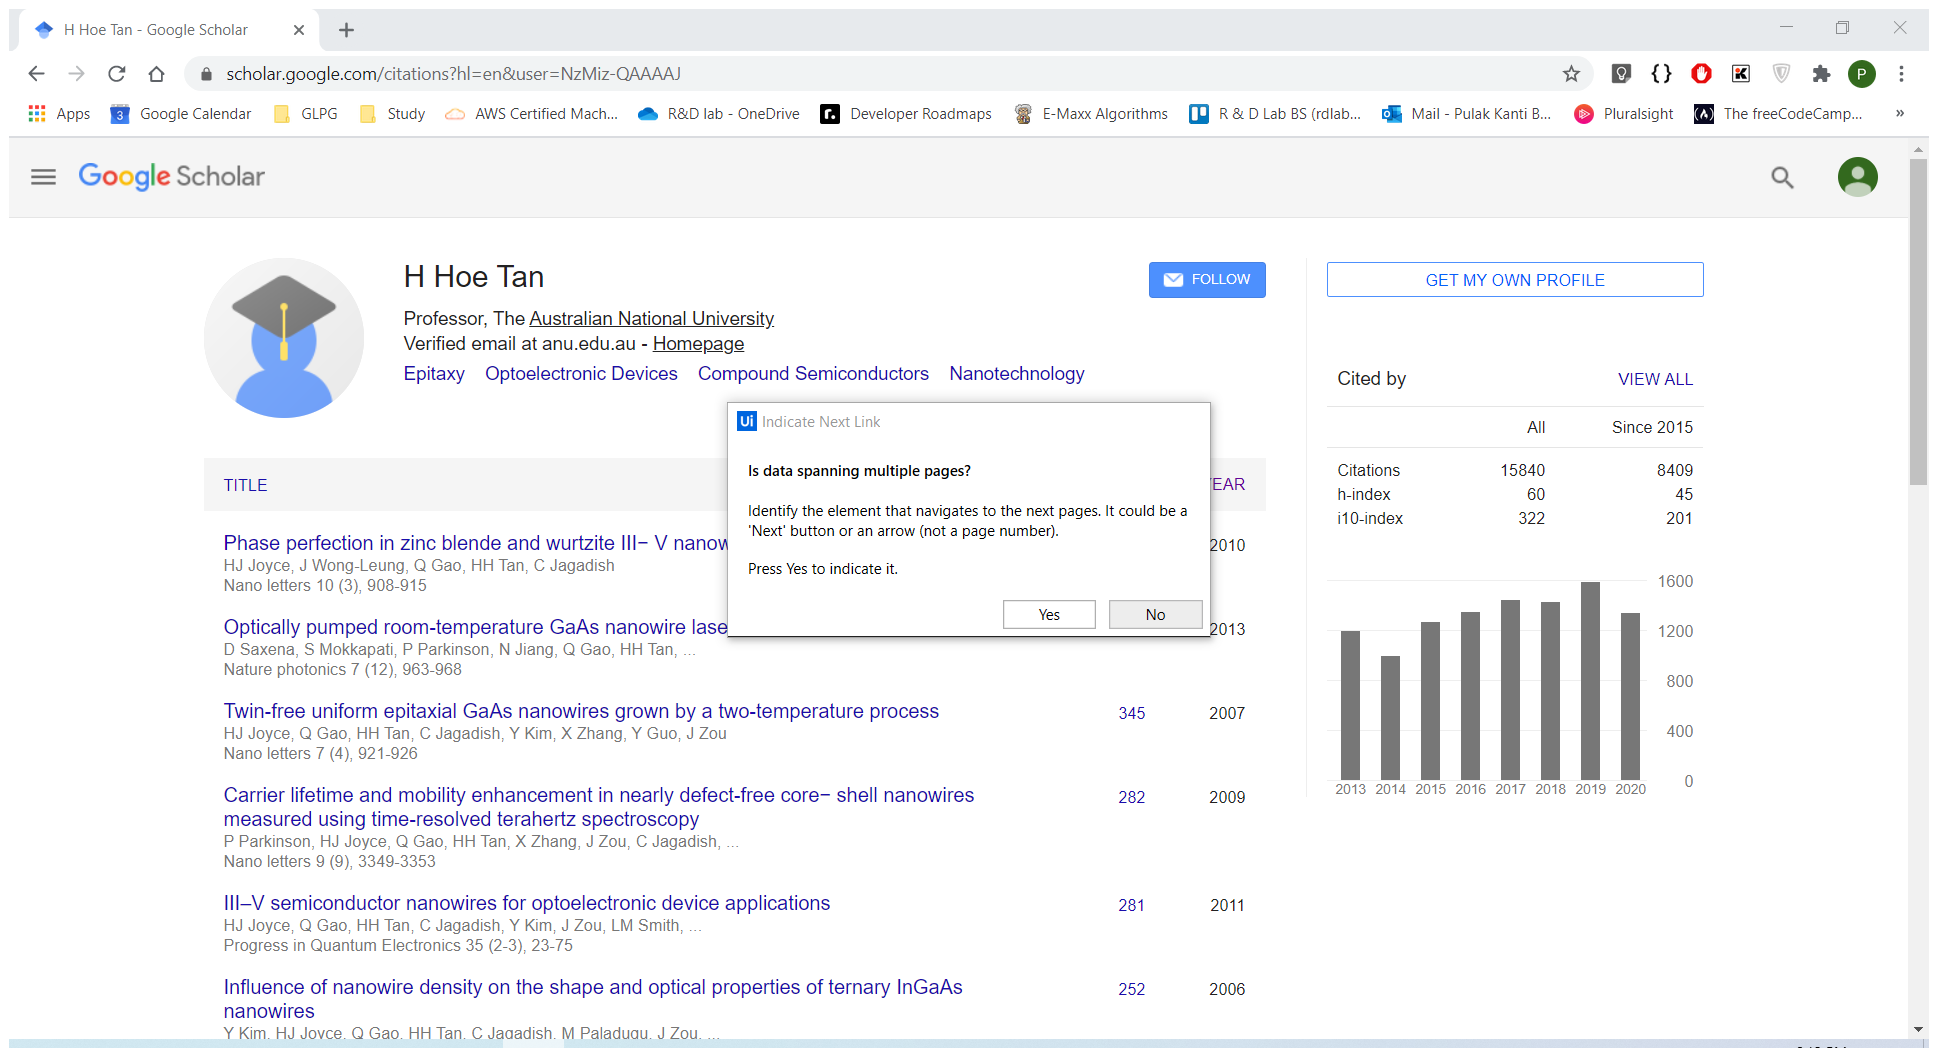 H Hoe Tan - Google Scholar
scholar.google.com/citations?hl=en&user=NzMiz-QAAAAJ
P
Apps
3
Google Calendar
GLPG
Study
AWS Certified Mach...
R&D lab - OneDrive
r.
Developer Roadmaps
E-Maxx Algorithms
R & D Lab BS (rdlab...
Mail - Pulak Kanti B...
Pluralsight
The freeCodeCamp...
»
Google Scholar
H Hoe Tan
FOLLOW
GET MY OWN PROFILE
Professor, The Australian National University
Verified email at anu.edu.au - Homepage
Epitaxy Optoelectronic Devices Compound Semiconductors Nanotechnology
Ui Indicate Next Link
Is data spanning multiple pages?
Identify the element that navigates to the next pages. It could be a
'Next' button or an arrow (not a page number).
Press Yes to indicate it.
Yes No
TITLE EAR
Phase perfection in zinc blende and wurtzite III− V nanow 2010
HJ Joyce, J Wong-Leung, Q Gao, HH Tan, C Jagadish
Nano letters 10 (3), 908-915
Optically pumped room-temperature GaAs nanowire lase 2013
D Saxena, S Mokkapati, P Parkinson, N Jiang, Q Gao, HH Tan, ...
Nature photonics 7 (12), 963-968
Twin-free uniform epitaxial GaAs nanowires grown by a two-temperature process 345 2007
HJ Joyce, Q Gao, HH Tan, C Jagadish, Y Kim, X Zhang, Y Guo, J Zou
Nano letters 7 (4), 921-926
Carrier lifetime and mobility enhancement in nearly defect-free core− shell nanowires 282 2009
measured using time-resolved terahertz spectroscopy
P Parkinson, HJ Joyce, Q Gao, HH Tan, X Zhang, J Zou, C Jagadish, ...
Nano letters 9 (9), 3349-3353
III–V semiconductor nanowires for optoelectronic device applications 281 2011
HJ Joyce, Q Gao, HH Tan, C Jagadish, Y Kim, J Zou, LM Smith, ...
Progress in Quantum Electronics 35 (2-3), 23-75
Influence of nanowire density on the shape and optical properties of ternary InGaAs 252 2006
nanowires
Y Kim, HJ Joyce, Q Gao, HH Tan, C Jagadish, M Paladugu, J Zou, ...
Cited by VIEW ALL
All Since 2015
Citations 15840 8409
h-index 60 45
i10-index 322 201
1600
1200
800
400
0
2013 2014 2015 2016 2017 2018 2019 2020